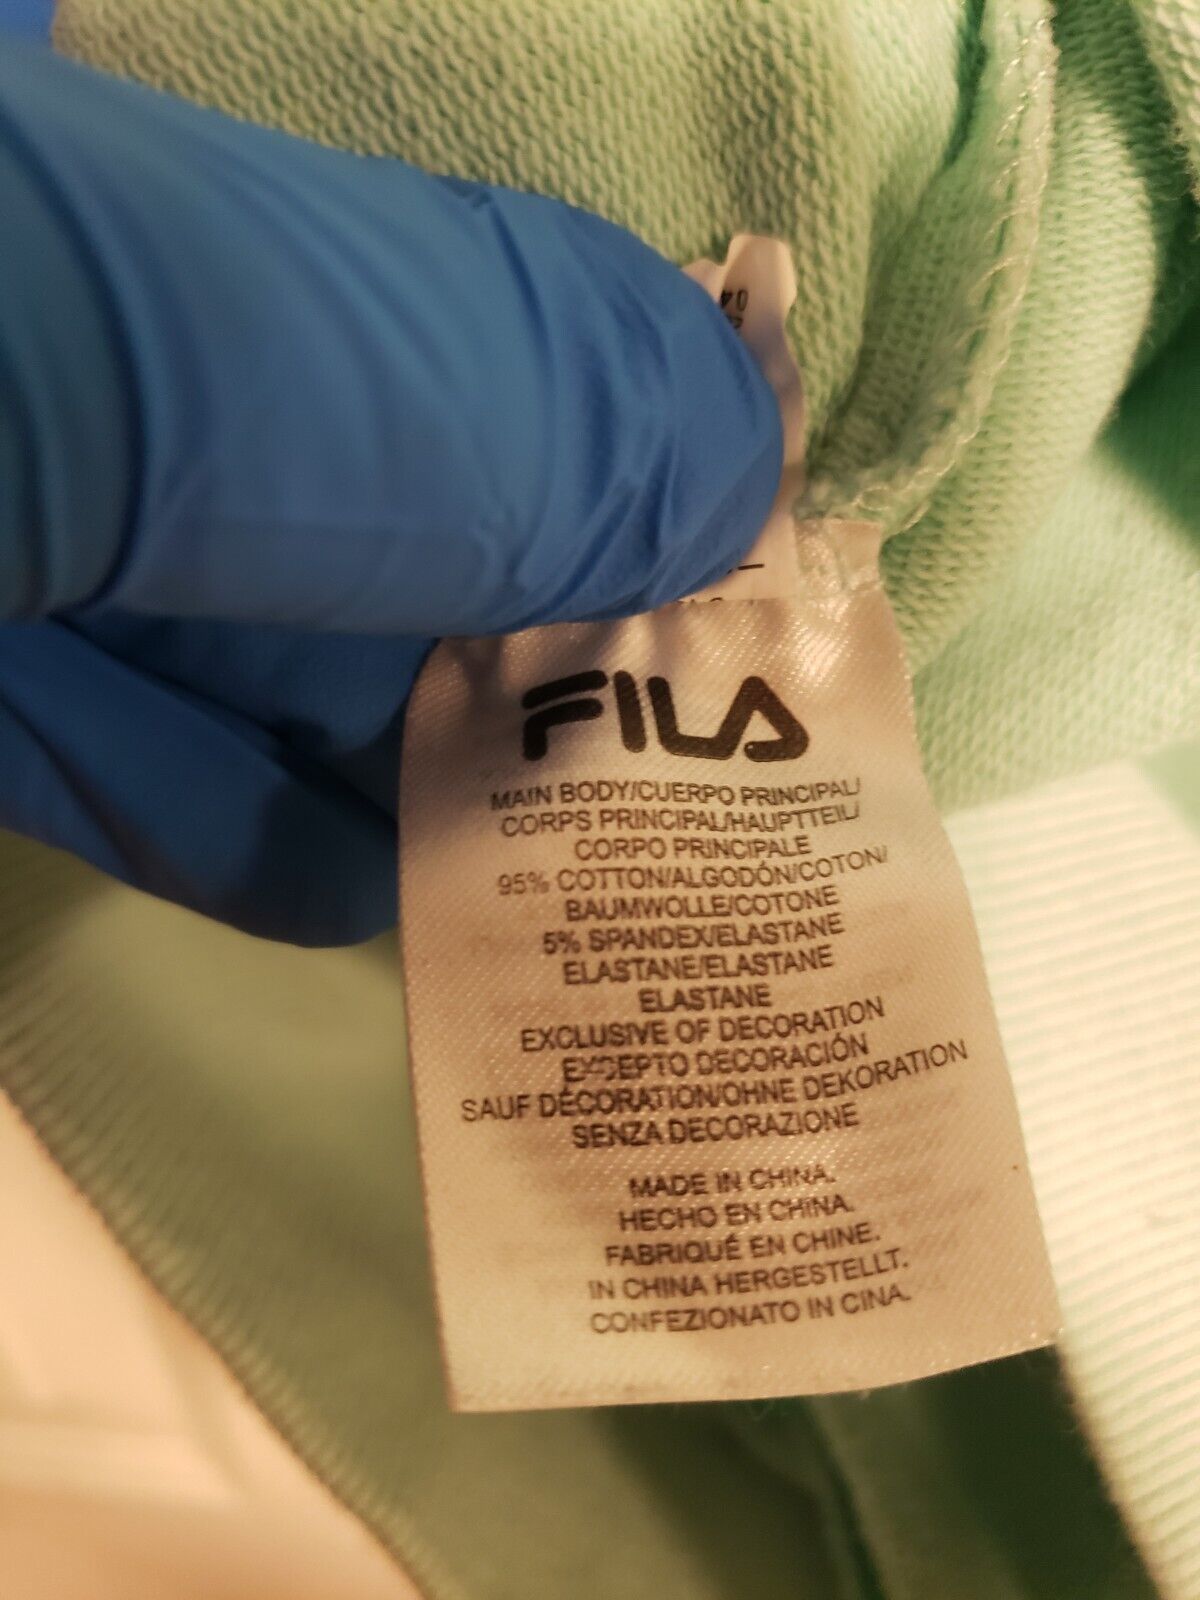 04
FILA
MAIN BODY/CUERPO PRINCIPAL/
CORPS PRINCIPAL/HAUPTTEIL/
CORPO PRINCIPALE
95% COTTON/ALGODÓN/COTON/
BAUMWOLLE/COTONE
5% SPANDEX/ELASTANE
ELASTANE/ELASTANE
ELASTANE
EXCLUSIVE OF DECORATION
EXCEPTO DECORACIÓN
SAUF DÉCORATION/OHNE DEKORATION
SENZA DECORAZIONE
MADE IN CHINA.
HECHO EN CHINA.
FABRIQUÉ EN CHINE.
IN CHINA HERGESTELLT.
CONFEZIONATO IN CINA.